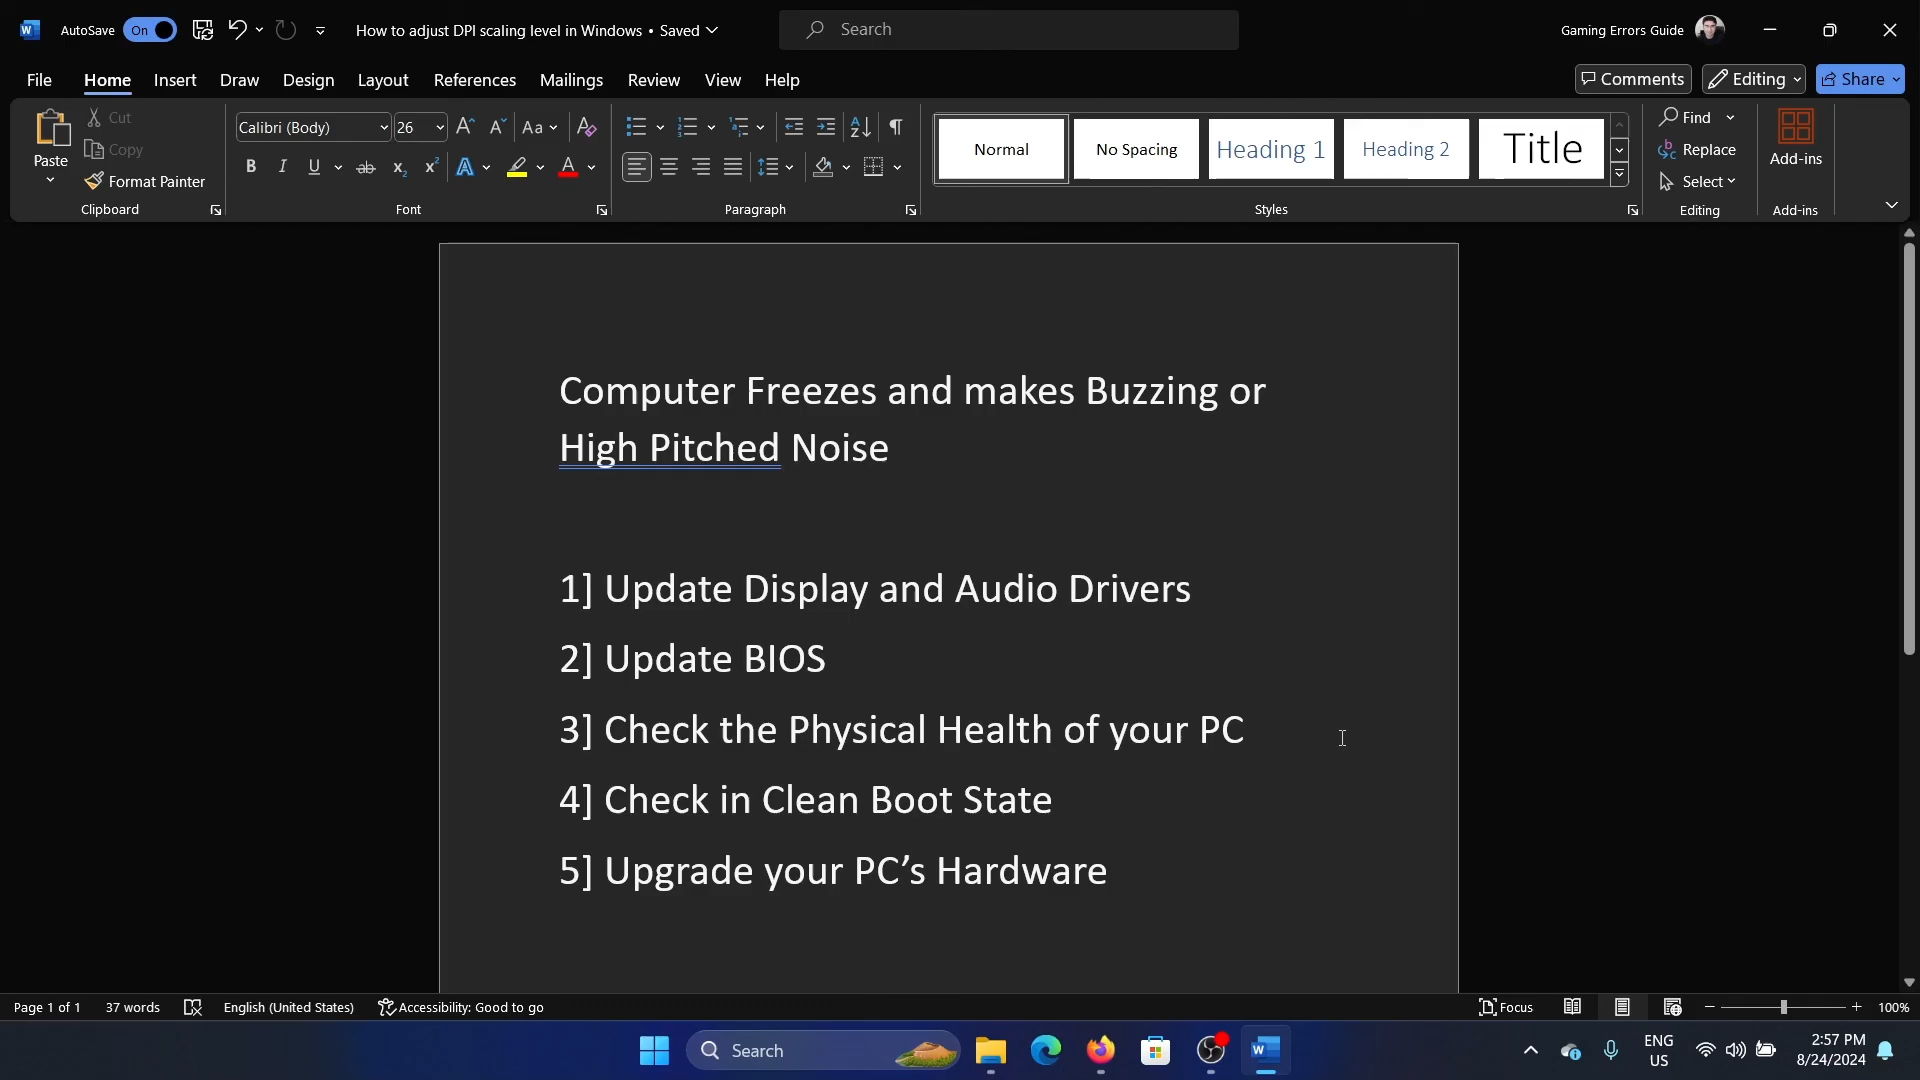 AutoSave On How to adjust DPI scaling level in Windows • Saved Search Gaming Errors Guide
File Home Insert Draw Design Layout References Mailings Review View Help Comments Editing Share
Paste
Cut
Copy
Format Painter
Clipboard
Calibri (Body) 26 Aa
B I U ab x₂ x² A A
Font
Paragraph
Normal No Spacing Heading 1 Heading 2 Title
Styles
Find
Replace
Select
Editing
Add-ins
Add-ins
Computer Freezes and makes Buzzing or
High Pitched Noise
1] Update Display and Audio Drivers
2] Update BIOS
3] Check the Physical Health of your PC
4] Check in Clean Boot State
5] Upgrade your PC’s Hardware
Page 1 of 1 37 words English (United States) Accessibility: Good to go Focus 100%
Search ENG
US
2:57 PM
8/24/2024